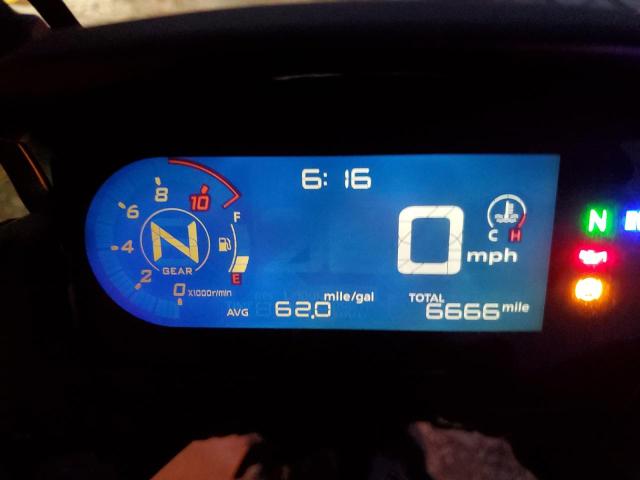 6:16
8
10
6
4
2
0 X1000r/min
N
GEAR
F
E
0 mph
C H
AVG 62.0 mile/gal
TOTAL 6666 mile
N